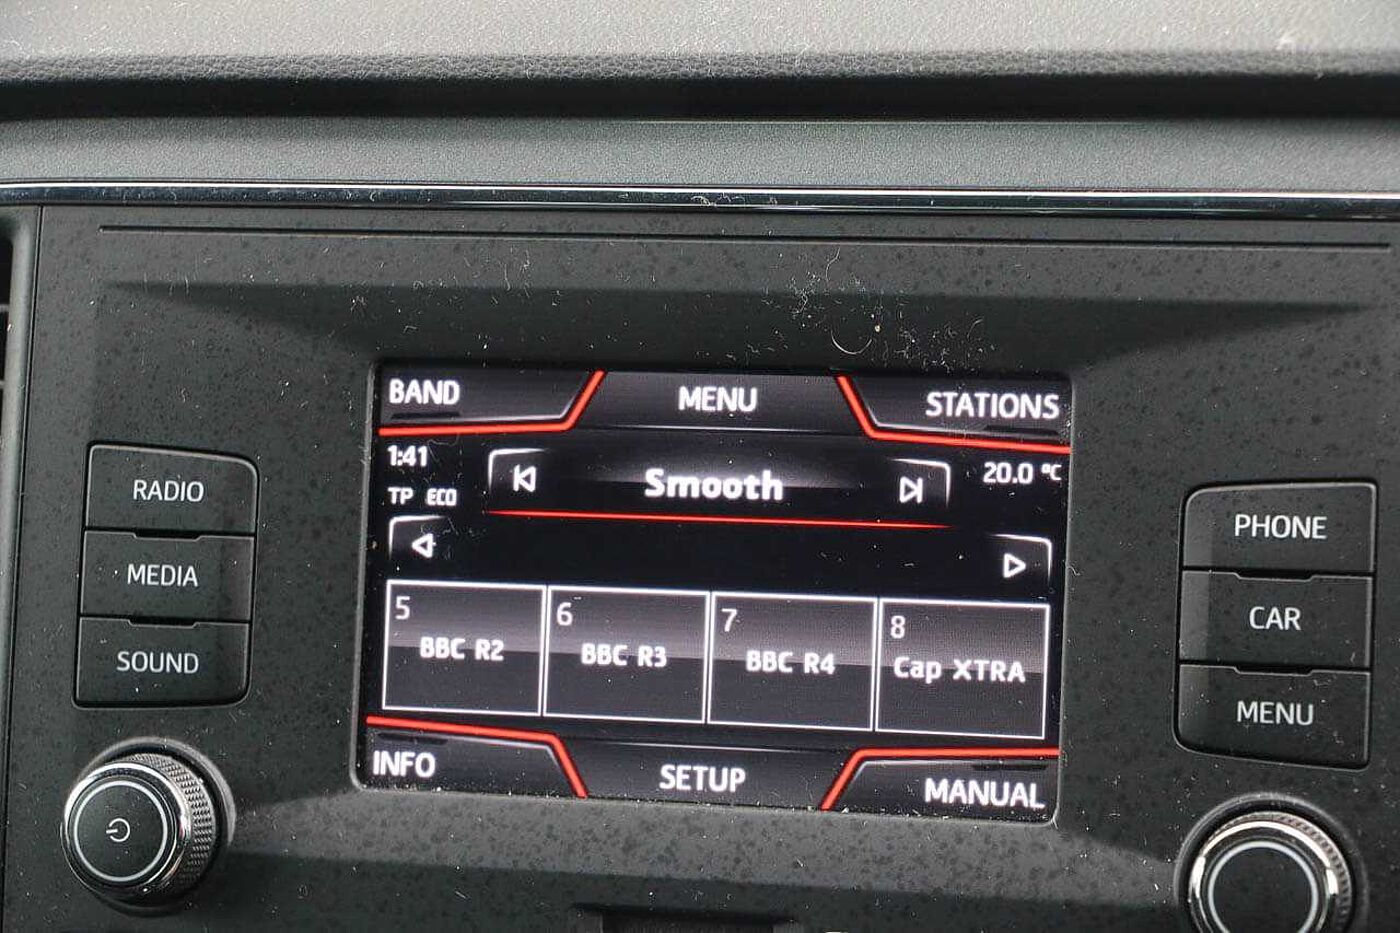 BAND
MENU
STATIONS
1:41
Smooth
20.0 °C
TP ECO
5
BBC R2
6
BBC R3
7
BBC R4
8
Cap XTRA
INFO
SETUP
MANUAL
RADIO
MEDIA
SOUND
PHONE
CAR
MENU